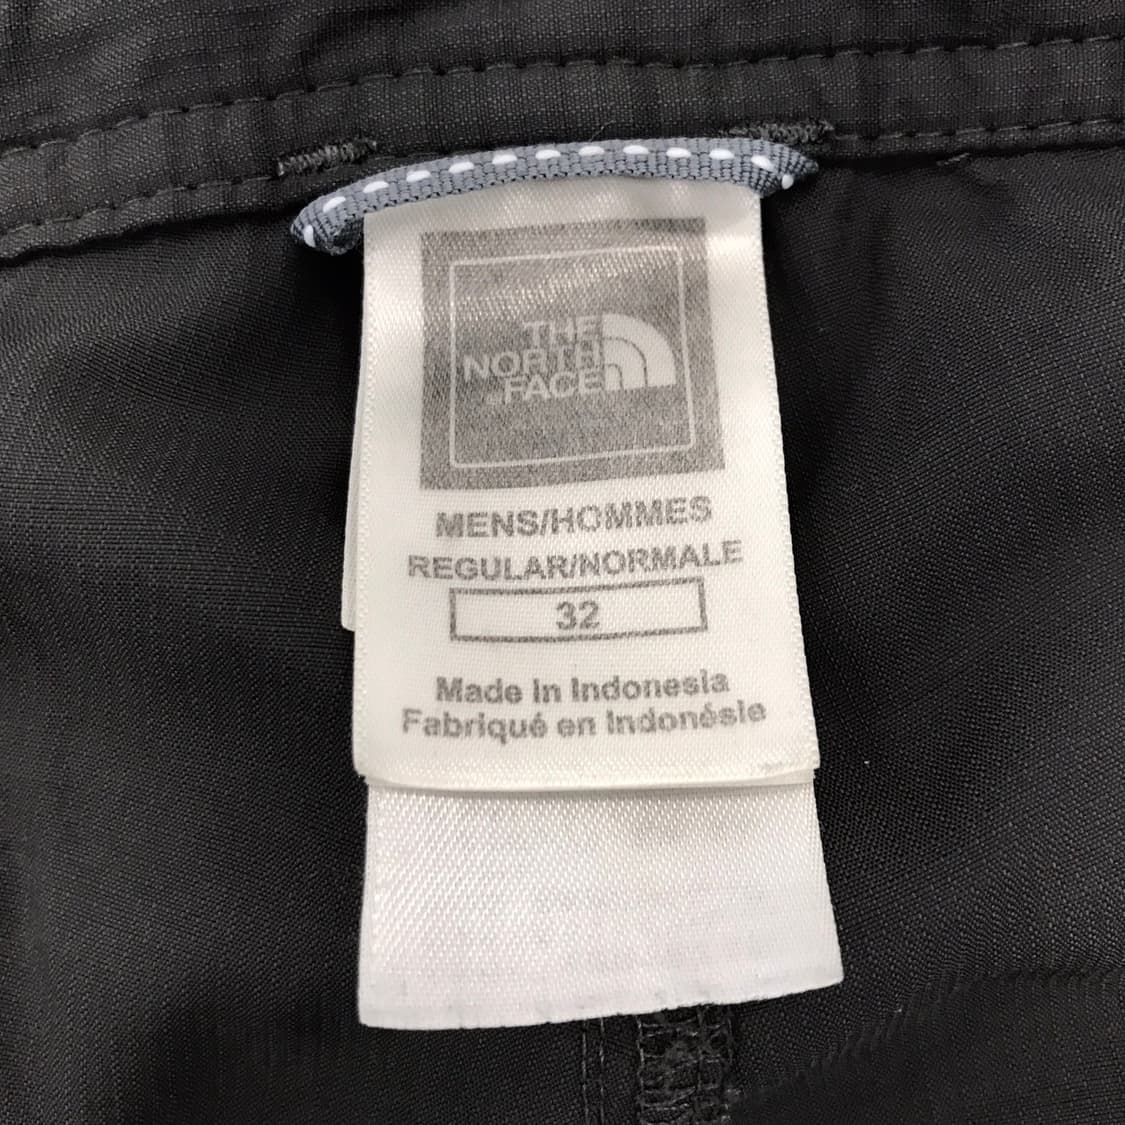 THE
NORTH
FACE
MENS/HOMMES
REGULAR/NORMALE
32
Made in Indonesia
Fabriqué en Indonésie